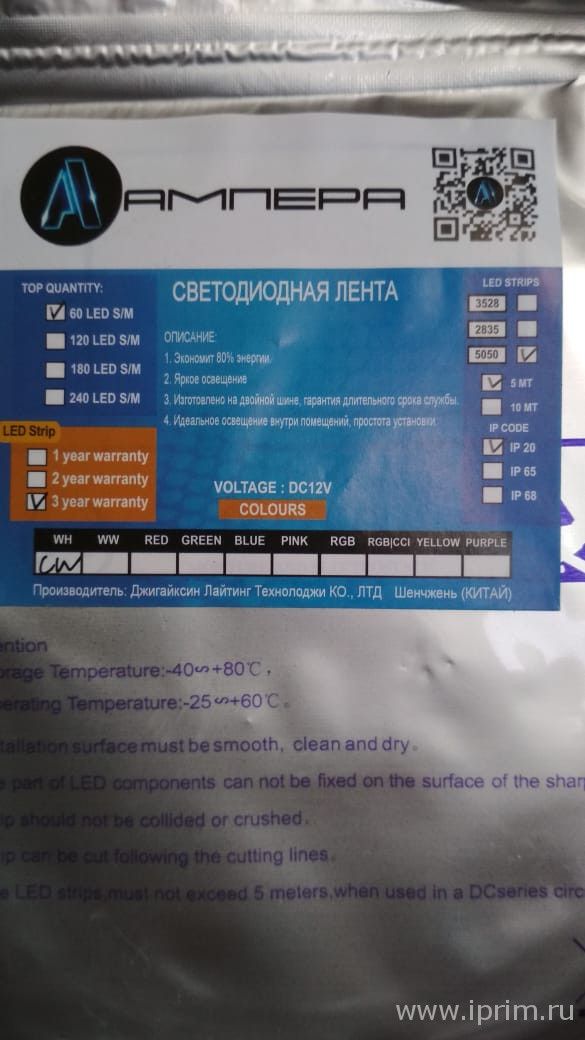 АМПЕРА
TOP QUANTITY:
60 LED S/M
120 LED S/M
180 LED S/M
240 LED S/M
СВЕТОДИОДНАЯ ЛЕНТА
ОПИСАНИЕ:
1. Экономит 80% энергии.
2. Яркое освещение
3. Изготовлено на двойной шине, гарантия длительного срока службы.
4. Идеальное освещение внутри помещений, простота установки
LED STRIPS
3528
2835
5050
5 MT
10 MT
IP CODE
IP 20
IP 65
IP 68
LED Strip
1 year warranty
2 year warranty
3 year warranty
VOLTAGE : DC12V
COLOURS
WH WW RED GREEN BLUE PINK RGB RGB|CCI YELLOW PURPLE
CW
Производитель: Джигайксин Лайтинг Технолоджи КО., ЛТД Шенчжень (КИТАЙ)
ention
orage Temperature:-40∽+80℃,
erating Temperature:-25∽+60℃。
tallation surface must be smooth, clean and dry。
e part of LED components can not be fixed on the surface of the shar
ip should not be collided or crushed.
ip can be cut following the cutting lines.
e LED strips,must not exceed 5 meters,when used in a DCseries circ
www.iprim.ru